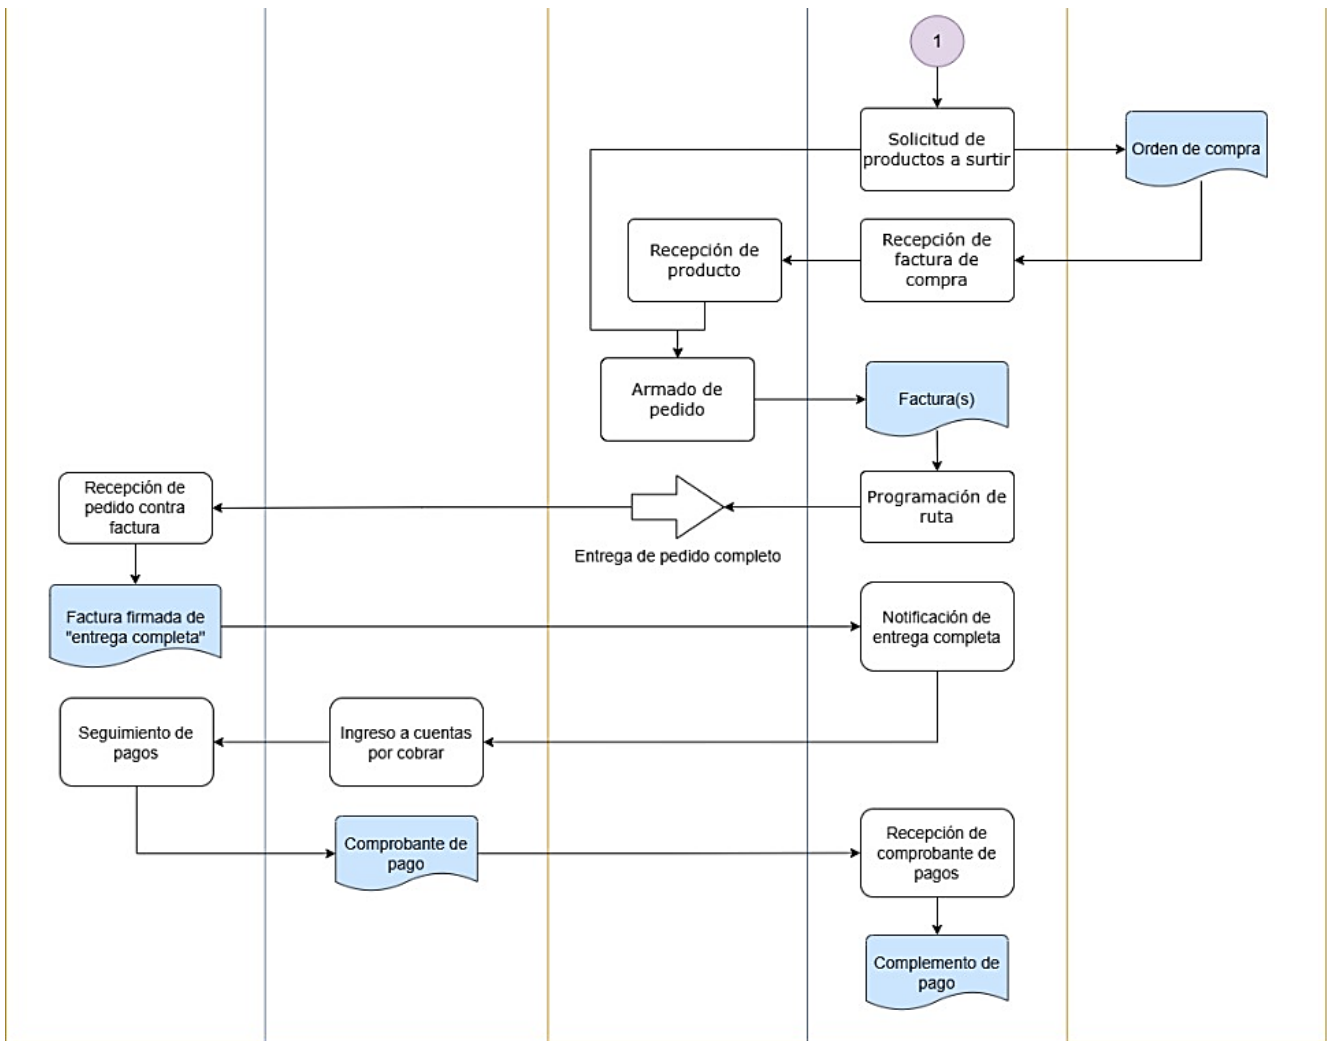 1
Solicitud de
productos a surtir
Orden de compra
Recepción de
producto
Recepción de
factura de
compra
Armado de
pedido
Factura(s)
Recepción de
pedido contra
factura
Entrega de pedido completo
Programación de
ruta
Factura firmada de
"entrega completa"
Notificación de
entrega completa
Seguimiento de
pagos
Ingreso a cuentas
por cobrar
Comprobante de
pago
Recepción de
comprobante de
pagos
Complemento de
pago